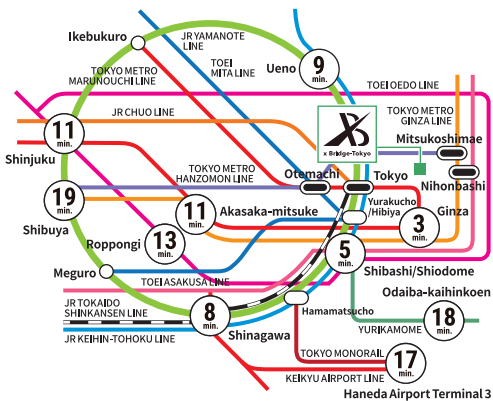 Ikebukuro
JR YAMANOTE
LINE
TOEI
MITA LINE
Ueno
9
min.
TOKYO METRO
MARUNOUCHI LINE
TOEI OEDO LINE
JR CHUO LINE
TOKYO METRO
GINZA LINE
XB
x Bridge-Tokyo
Mitsukoshimae
11
min.
Shinjuku
TOKYO METRO
HANZOMON LINE
Otemachi
Tokyo
Nihonbashi
19
min.
Shibuya
11
min.
Akasaka-mitsuke
Yurakucho
/Hibiya
3
min.
Ginza
Roppongi
13
min.
5
min.
Shibashi/Shiodome
Meguro
TOEI ASAKUSA LINE
Odaiba-kaihinkoen
JR TOKAIDO
SHINKANSEN LINE
8
min.
Hamamatsucho
18
min.
Shinagawa
YURIKAMOME
JR KEIHIN-TOHOKU LINE
TOKYO MONORAIL
17
min.
KEIKYU AIRPORT LINE
Haneda Airport Terminal 3